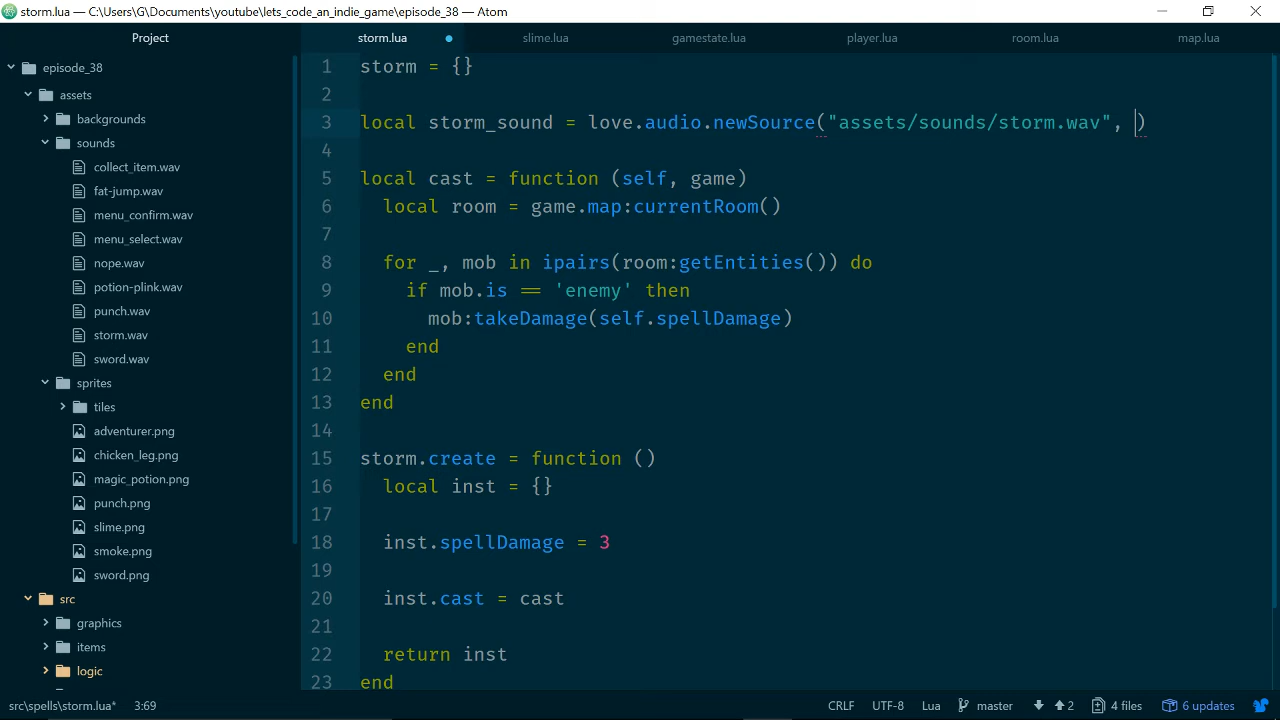 storm.lua — C:\Users\G\Documents\youtube\lets_code_an_indie_game\episode_38 — Atom
Project
storm.lua
slime.lua
gamestate.lua
player.lua
room.lua
map.lua
episode_38
assets
backgrounds
sounds
collect_item.wav
fat-jump.wav
menu_confirm.wav
menu_select.wav
nope.wav
potion-plink.wav
punch.wav
storm.wav
sword.wav
sprites
tiles
adventurer.png
chicken_leg.png
magic_potion.png
punch.png
slime.png
smoke.png
sword.png
src
graphics
items
logic
1 storm = {}
2
3 local storm_sound = love.audio.newSource("assets/sounds/storm.wav", )
4
5 local cast = function (self, game)
6 local room = game.map:currentRoom()
7
8 for _, mob in ipairs(room:getEntities()) do
9 if mob.is == 'enemy' then
10 mob:takeDamage(self.spellDamage)
11 end
12 end
13 end
14
15 storm.create = function ()
16 local inst = {}
17
18 inst.spellDamage = 3
19
20 inst.cast = cast
21
22 return inst
23 end
src\spells\storm.lua* 3:69 CRLF UTF-8 Lua master 2 4 files 6 updates